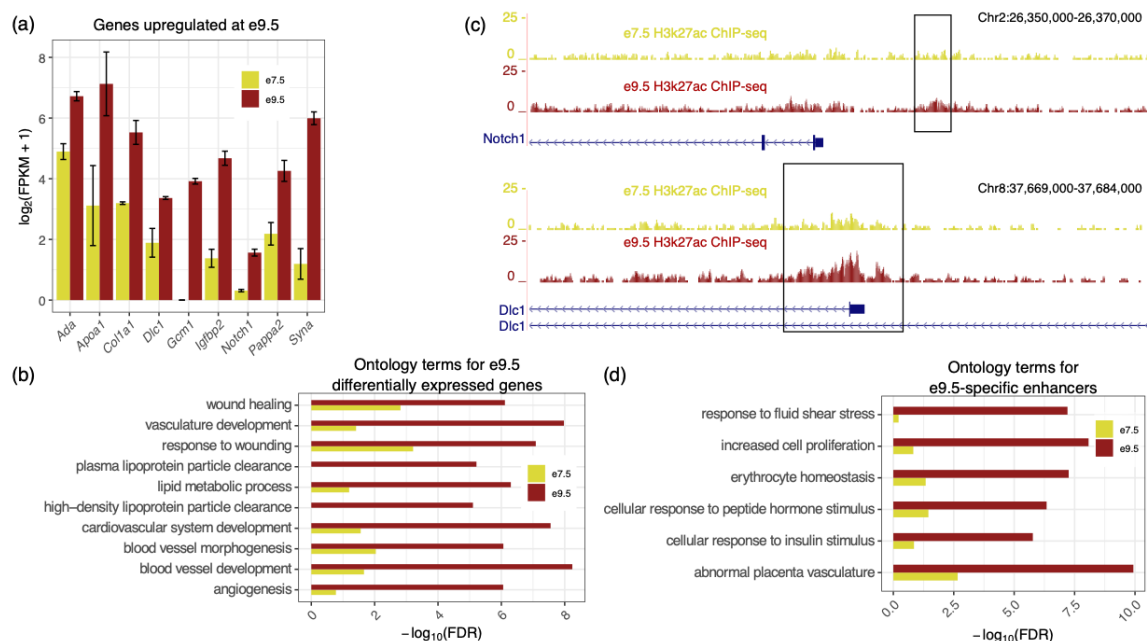 (a)
Genes upregulated at e9.5
log2(FPKM + 1)
8
6
4
2
0
e7.5
e9.5
Ada
Apoa1
Col1a1
Dlc1
Gcm1
Igfbp2
Notch1
Pappa2
Syna
(c)
25
0
e7.5 H3k27ac ChIP-seq
Chr2:26,350,000-26,370,000
25
0
e9.5 H3k27ac ChIP-seq
Notch1
25
0
e7.5 H3k27ac ChIP-seq
Chr8:37,669,000-37,684,000
25
0
e9.5 H3k27ac ChIP-seq
Dlc1
Dlc1
(b)
Ontology terms for e9.5
differentially expressed genes
wound healing
vasculature development
response to wounding
plasma lipoprotein particle clearance
lipid metabolic process
high−density lipoprotein particle clearance
cardiovascular system development
blood vessel morphogenesis
blood vessel development
angiogenesis
e7.5
e9.5
0
2
4
6
8
−log10(FDR)
(d)
Ontology terms for
e9.5-specific enhancers
response to fluid shear stress
increased cell proliferation
erythrocyte homeostasis
cellular response to peptide hormone stimulus
cellular response to insulin stimulus
abnormal placenta vasculature
e7.5
e9.5
0.0
2.5
5.0
7.5
10.0
−log10(FDR)